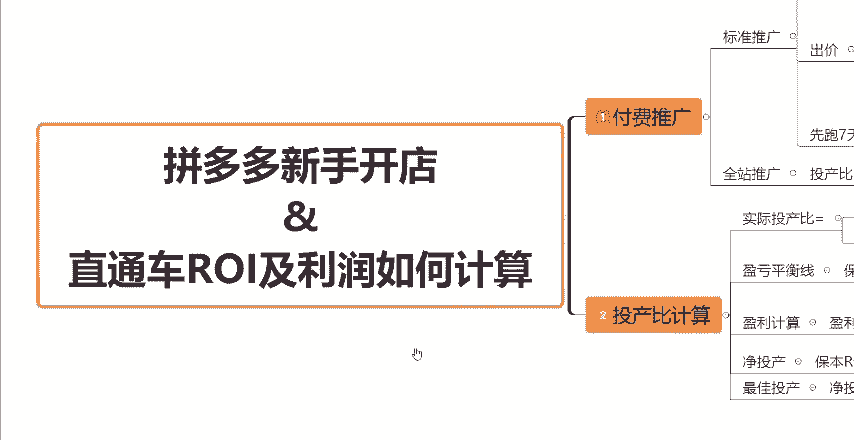 拼多多新手开店
&
直通车ROI及利润如何计算
1 付费推广
标准推广
出价
先跑7天
全站推广
投产比
2 投产比计算
实际投产比=
盈亏平衡线
保
盈利计算
盈利
净投产
保本R
最佳投产
净投